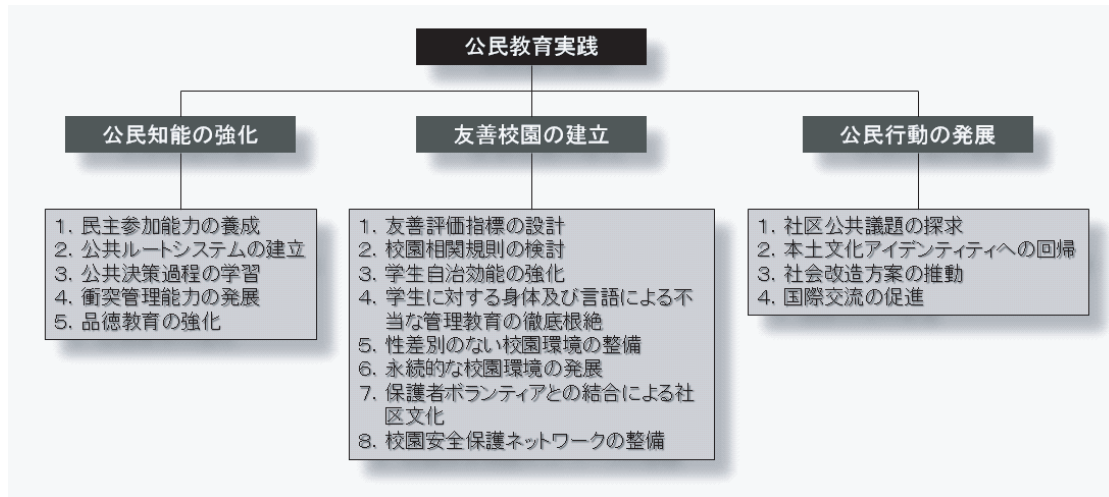 公民教育実践
公民知能の強化
友善校園の建立
公民行動の発展
1. 民主参加能力の養成
2. 公共ルートシステムの建立
3. 公共決策過程の学習
4. 衝突管理能力の発展
5. 品徳教育の強化
1. 友善評価指標の設計
2. 校園相関規則の検討
3. 学生自治効能の強化
4. 学生に対する身体及び言語による不
当な管理教育の徹底根絶
5. 性差別のない校園環境の整備
6. 永続的な校園環境の発展
7. 保護者ボランティアとの結合による社
区文化
8. 校園安全保護ネットワークの整備
1. 社区公共議題の探求
2. 本土文化アイデンティティへの回帰
3. 社会改造方案の推動
4. 国際交流の促進